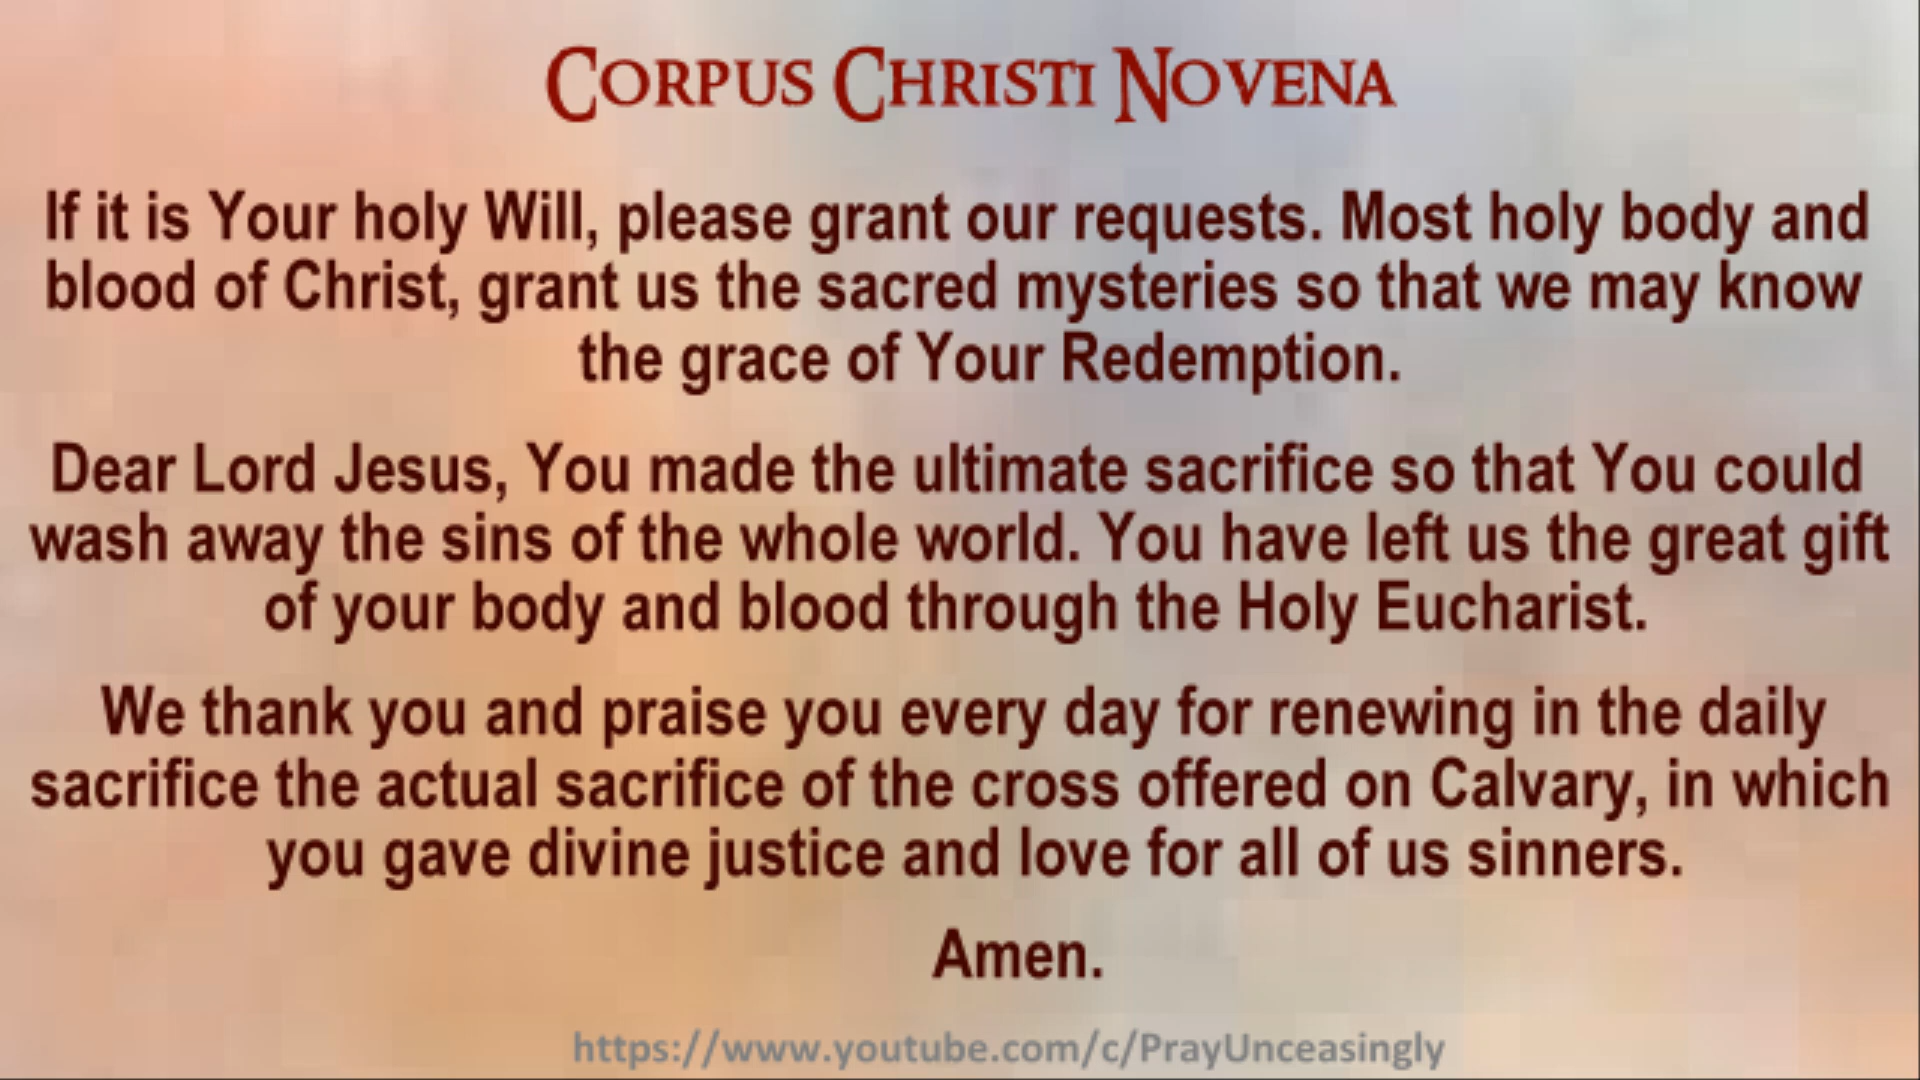 Corpus Christi Novena
If it is Your holy Will, please grant our requests. Most holy body and
blood of Christ, grant us the sacred mysteries so that we may know
the grace of Your Redemption.
Dear Lord Jesus, You made the ultimate sacrifice so that You could
wash away the sins of the whole world. You have left us the great gift
of your body and blood through the Holy Eucharist.
We thank you and praise you every day for renewing in the daily
sacrifice the actual sacrifice of the cross offered on Calvary, in which
you gave divine justice and love for all of us sinners.
Amen.
https://www.youtube.com/c/PrayUnceasingly